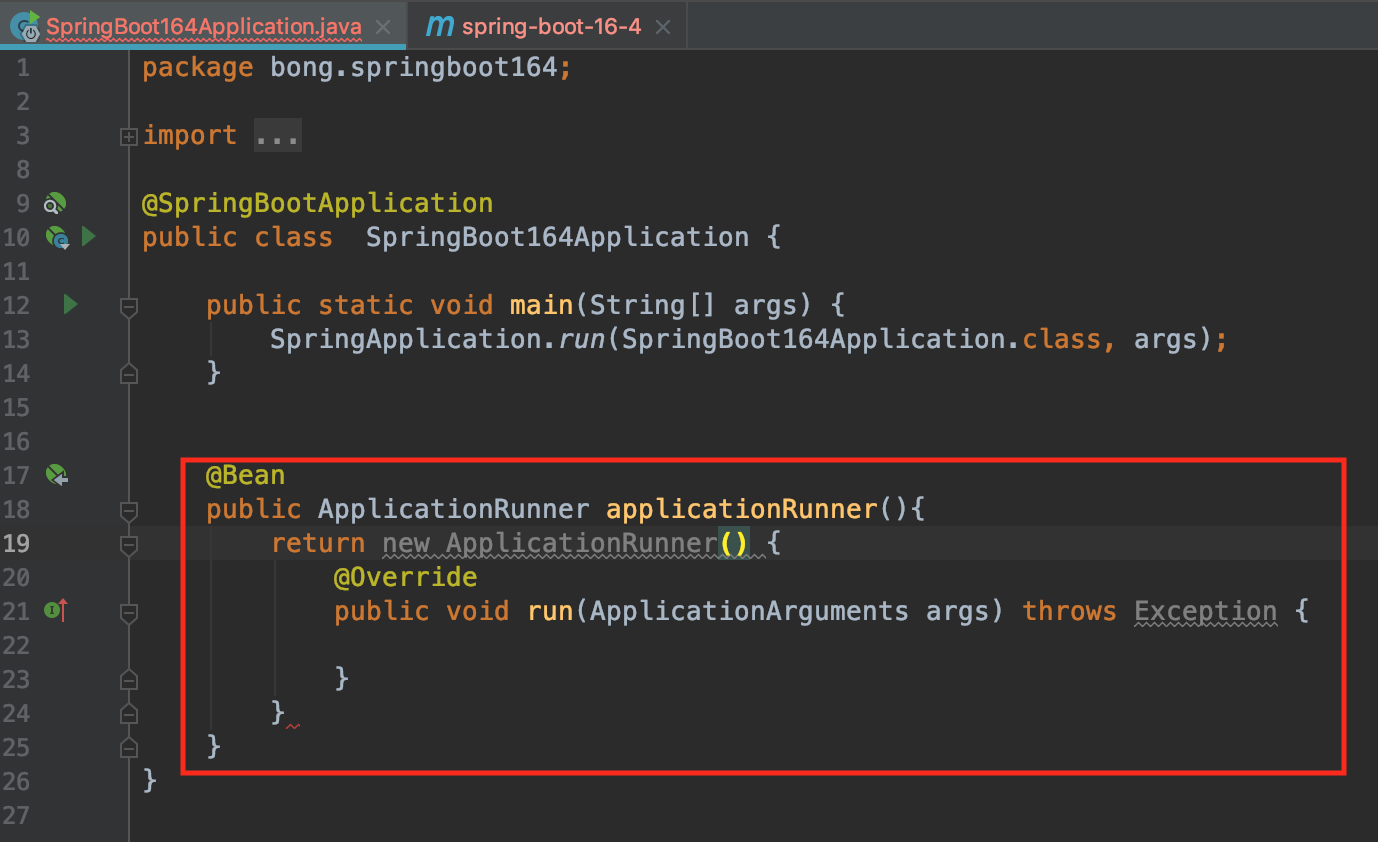 SpringBoot164Application.java
spring-boot-16-4
1 package bong.springboot164;
2
3 import ...
8
9 @SpringBootApplication
10 public class  SpringBoot164Application {
11
12     public static void main(String[] args) {
13         SpringApplication.run(SpringBoot164Application.class, args);
14     }
15
16
17     @Bean
18     public ApplicationRunner applicationRunner(){
19         return new ApplicationRunner() {
20             @Override
21             public void run(ApplicationArguments args) throws Exception {
22
23             }
24         }
25     }
26 }
27